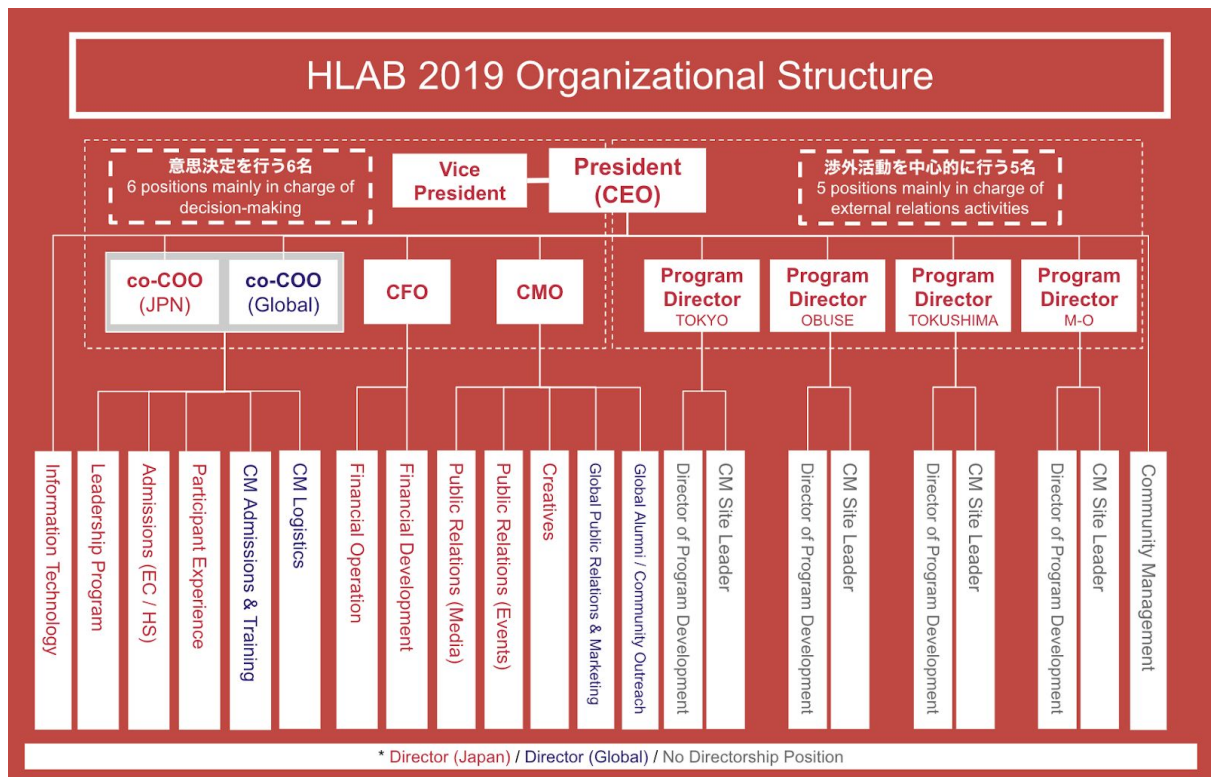 HLAB 2019 Organizational Structure
意思決定を行う6名
6 positions mainly in charge of
decision-making
Vice
President
President
(CEO)
渉外活動を中心的に行う5名
5 positions mainly in charge of
external relations activities
co-COO
(JPN)
co-COO
(Global)
CFO
CMO
Program
Director
TOKYO
Program
Director
OBUSE
Program
Director
TOKUSHIMA
Program
Director
M-O
Information Technology
Leadership Program
Admissions (EC / HS)
Participant Experience
CM Admissions & Training
CM Logistics
Financial Operation
Financial Development
Public Relations (Media)
Public Relations (Events)
Creatives
Global Public Relations & Marketing
Global Alumni / Community Outreach
Director of Program Development
CM Site Leader
Director of Program Development
CM Site Leader
Director of Program Development
CM Site Leader
Director of Program Development
CM Site Leader
Community Management
* Director (Japan) / Director (Global) / No Directorship Position